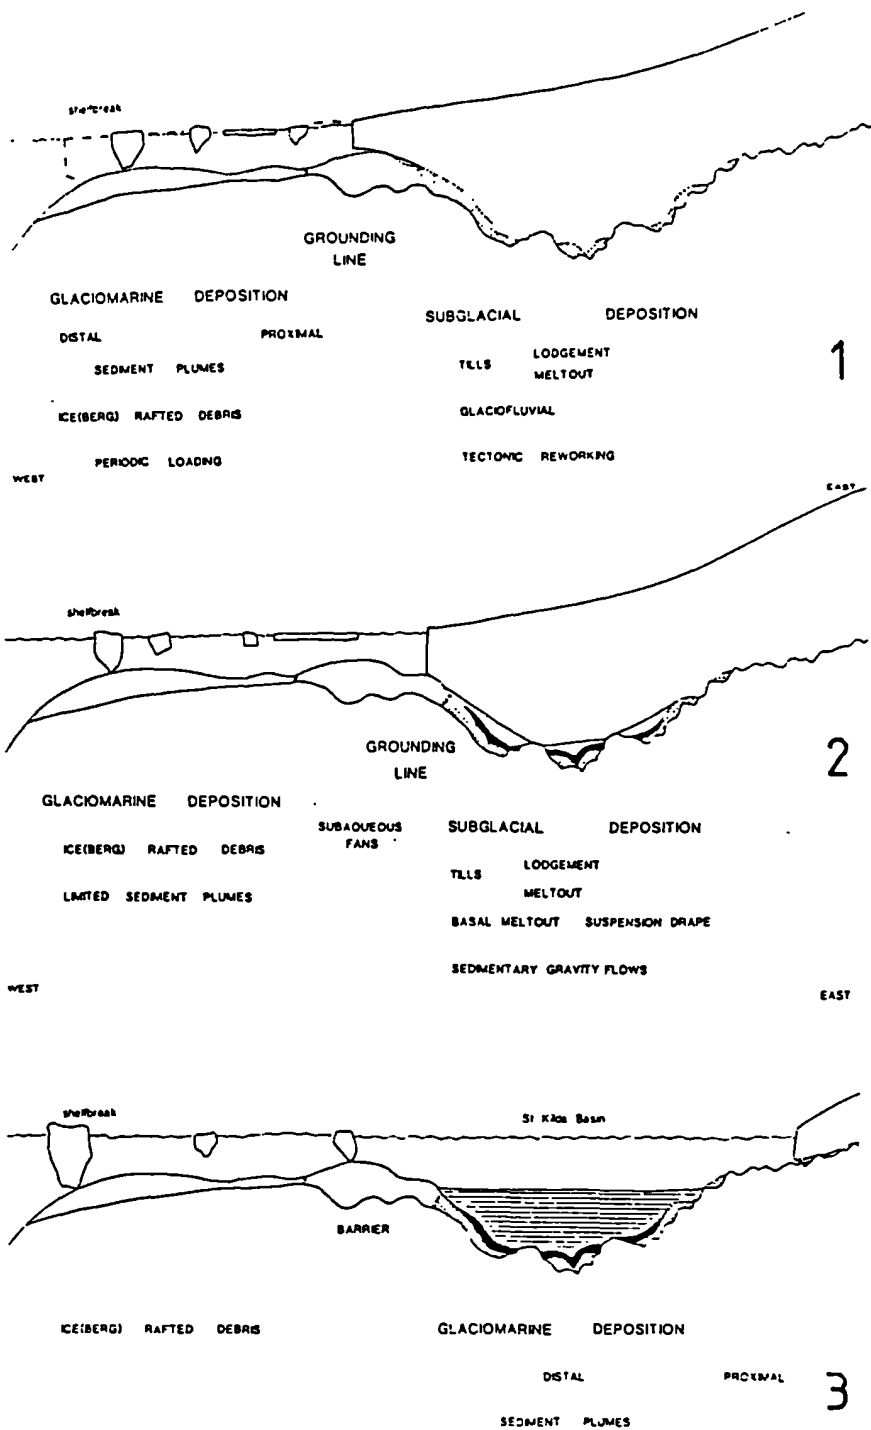 shelfbreak
GROUNDING
LINE
GLACIOMARINE DEPOSITION
SUBGLACIAL DEPOSITION
DISTAL PROXIMAL
LODGEMENT
TILLS
MELTOUT
1
SEDIMENT PLUMES
ICE(BERG) RAFTED DEBRIS
GLACIOFLUVIAL
PERIODIC LOADING
TECTONIC REWORKING
WEST
EAST
shelfbreak
GROUNDING
LINE
2
GLACIOMARINE DEPOSITION
SUBAQUEOUS
FANS
SUBGLACIAL DEPOSITION
ICE(BERG) RAFTED DEBRIS
LODGEMENT
TILLS
MELTOUT
LIMITED SEDIMENT PLUMES
BASAL MELTOUT SUSPENSION DRAPE
SEDIMENTARY GRAVITY FLOWS
WEST
EAST
shelfbreak
St Kilda Basin
BARRIER
ICE(BERG) RAFTED DEBRIS
GLACIOMARINE DEPOSITION
DISTAL PROXIMAL
3
SEDIMENT PLUMES